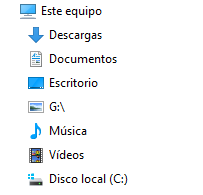 Este equipo
Descargas
Documentos
Escritorio
G:\
Música
Vídeos
Disco local (C:)